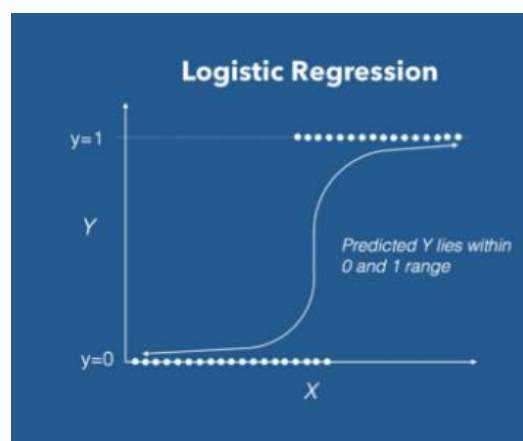 Logistic Regression
y=1
Y
Predicted Y lies within
0 and 1 range
y=0
X